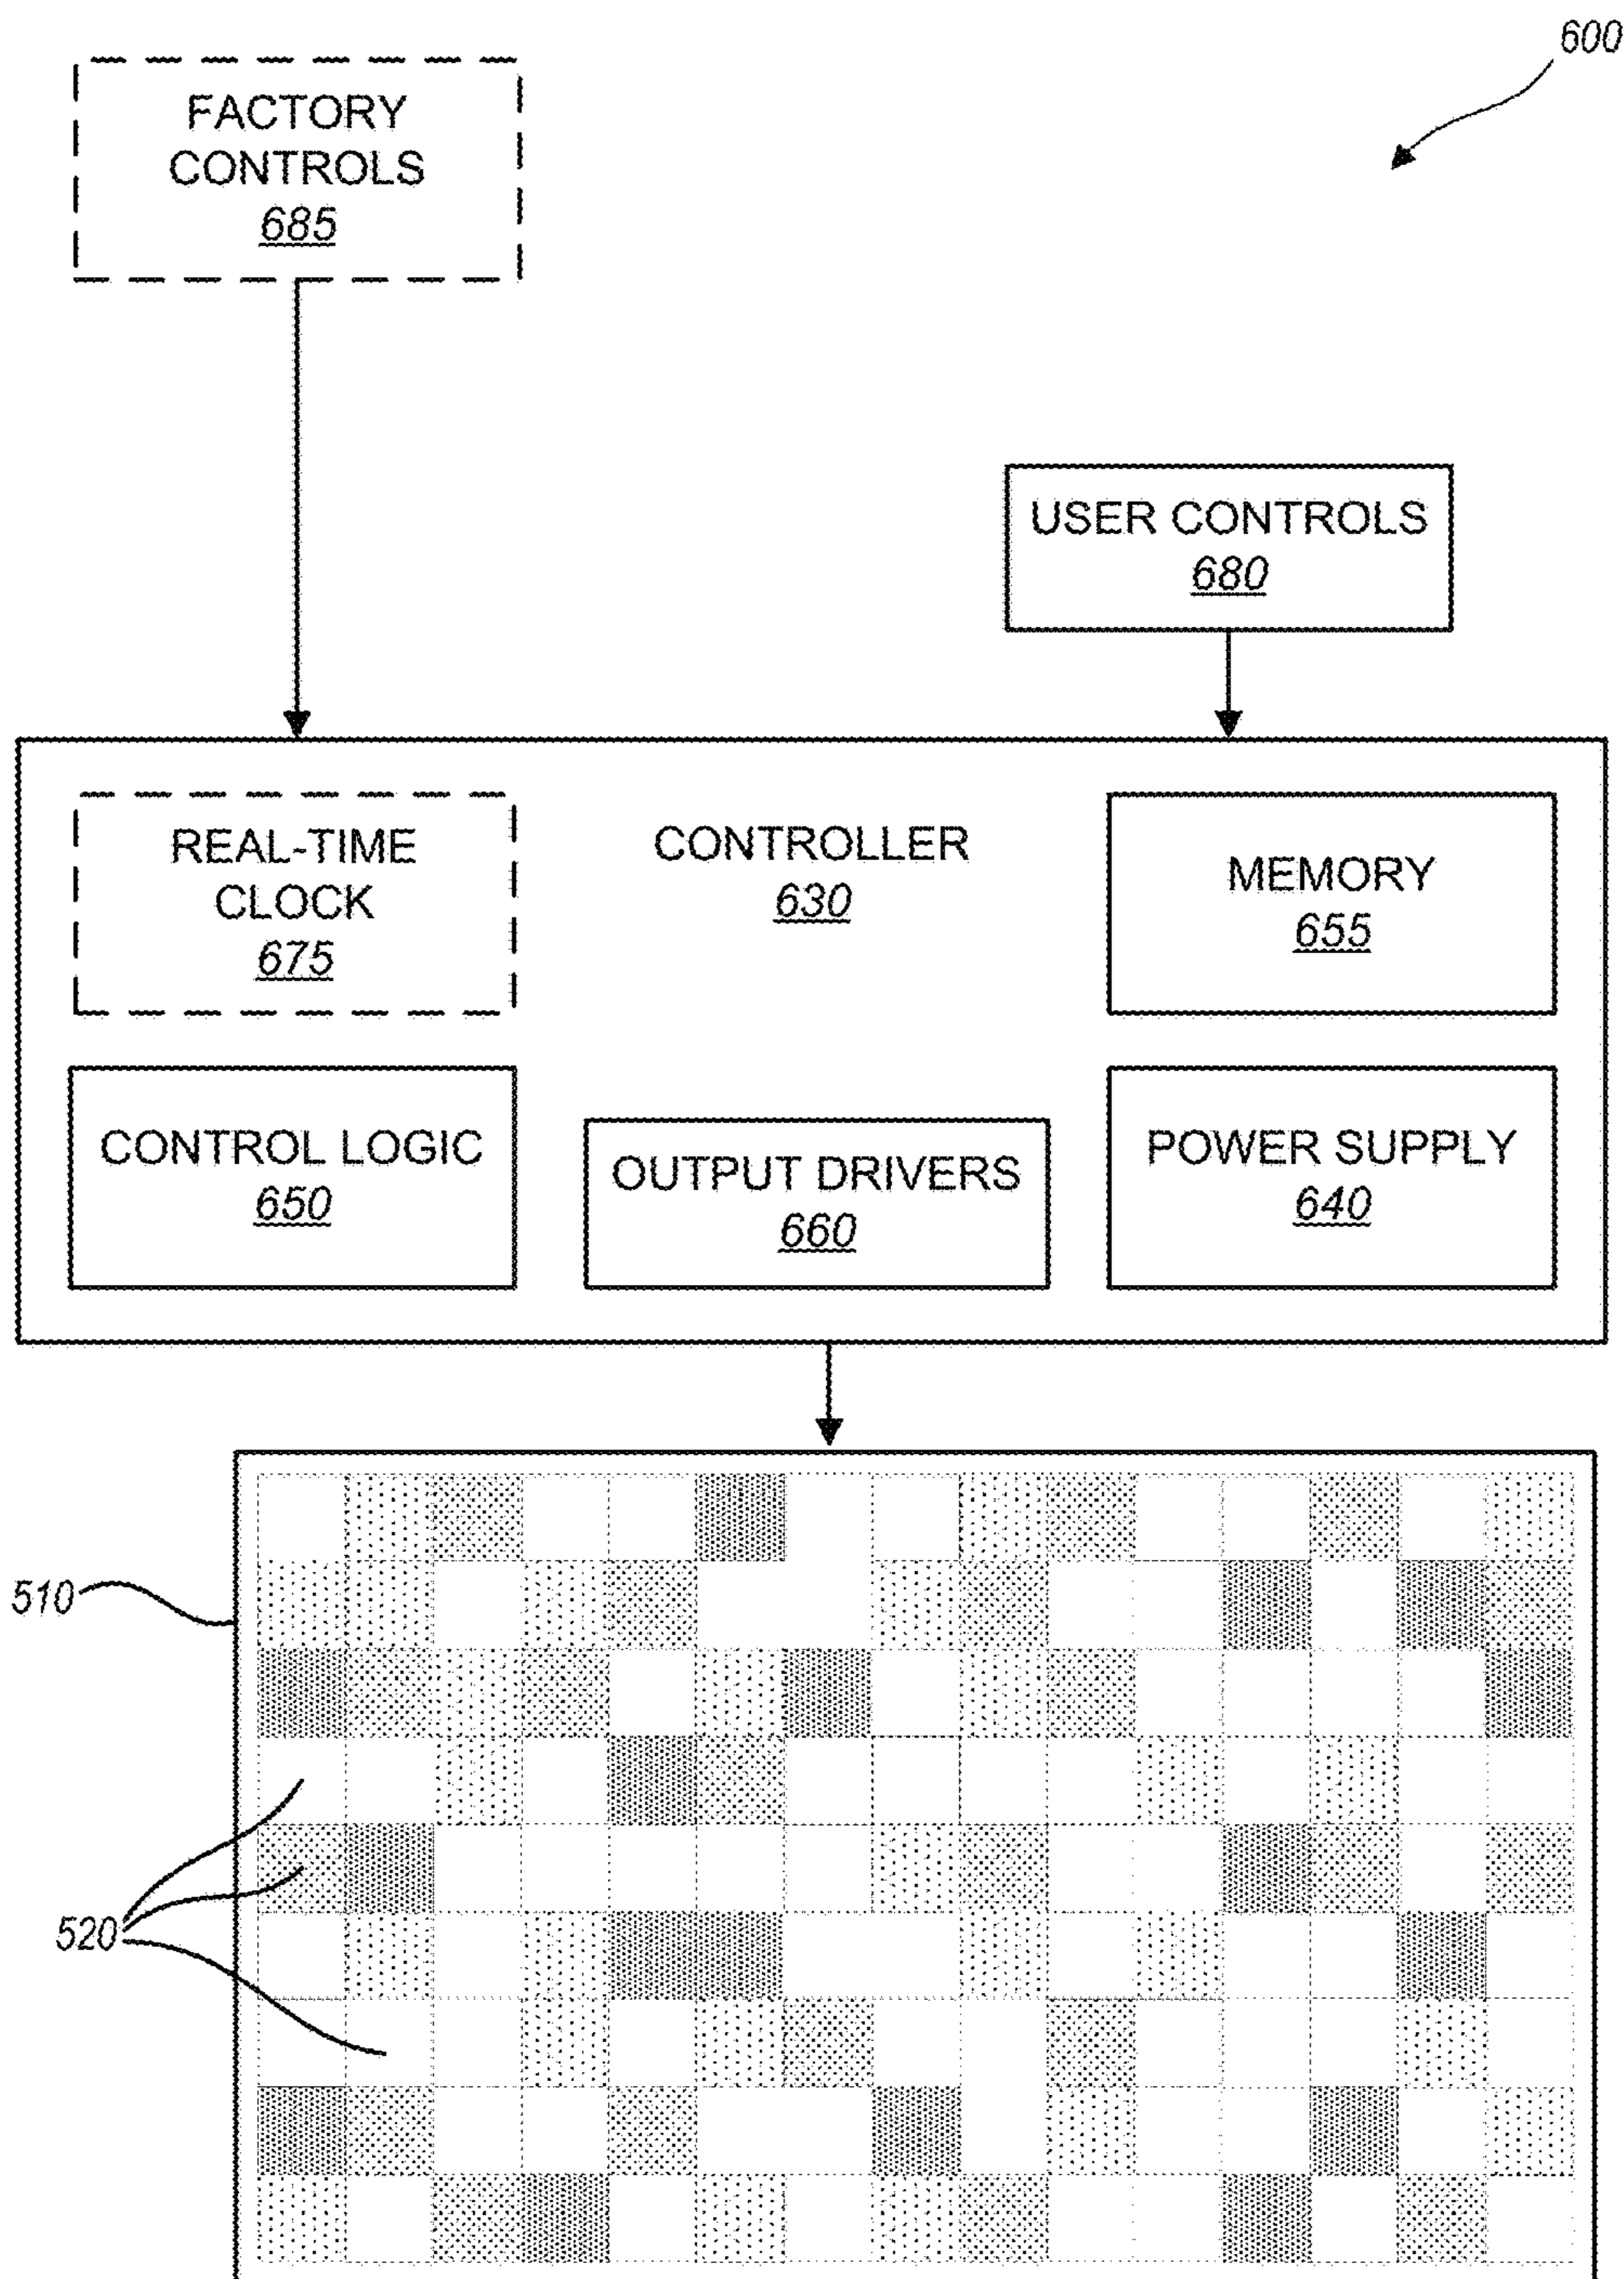 600
FACTORY
CONTROLS
685
USER CONTROLS
680
REAL-TIME
CLOCK
675
CONTROLLER
630
MEMORY
655
CONTROL LOGIC
650
OUTPUT DRIVERS
660
POWER SUPPLY
640
510
520